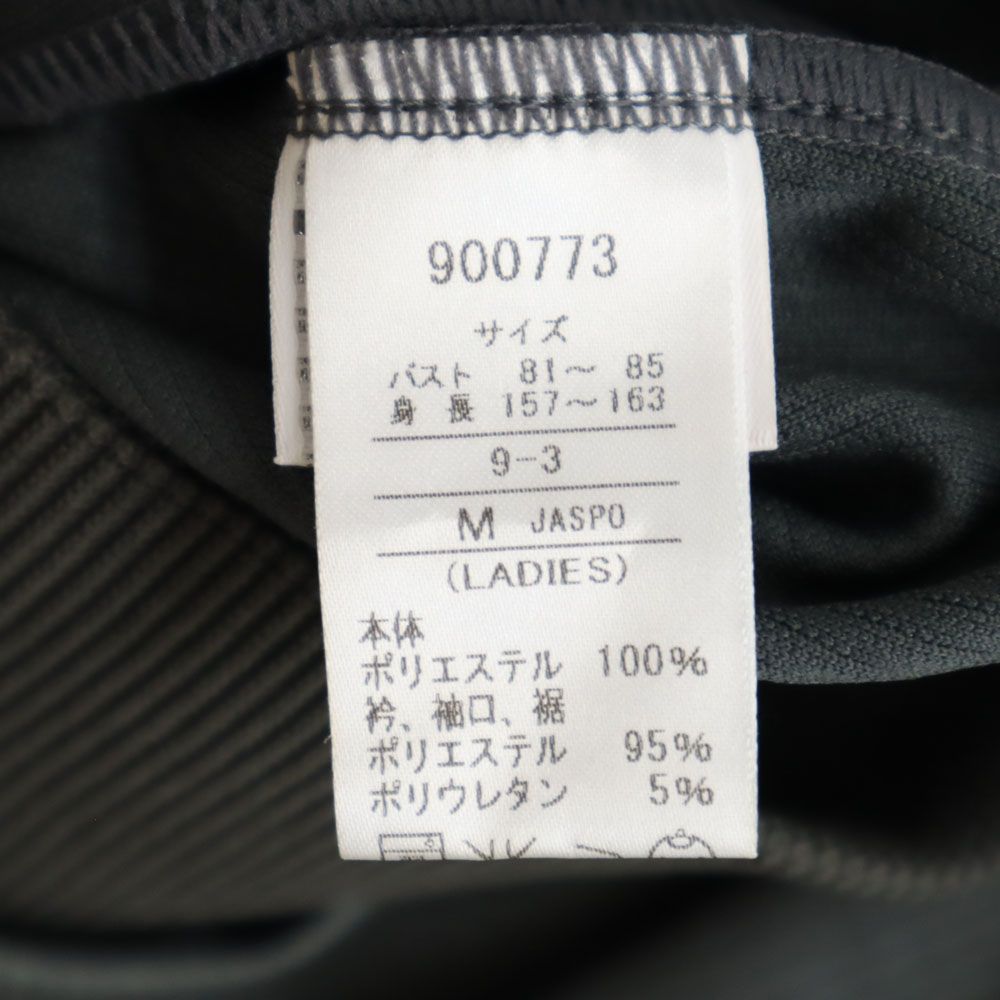 900773
サイズ
バスト 81～ 85
身 長 157～163
9-3
M JASPO
(LADIES)
本体
ポリエステル 100%
衿、袖口、裾
ポリエステル 95%
ポリウレタン 5%